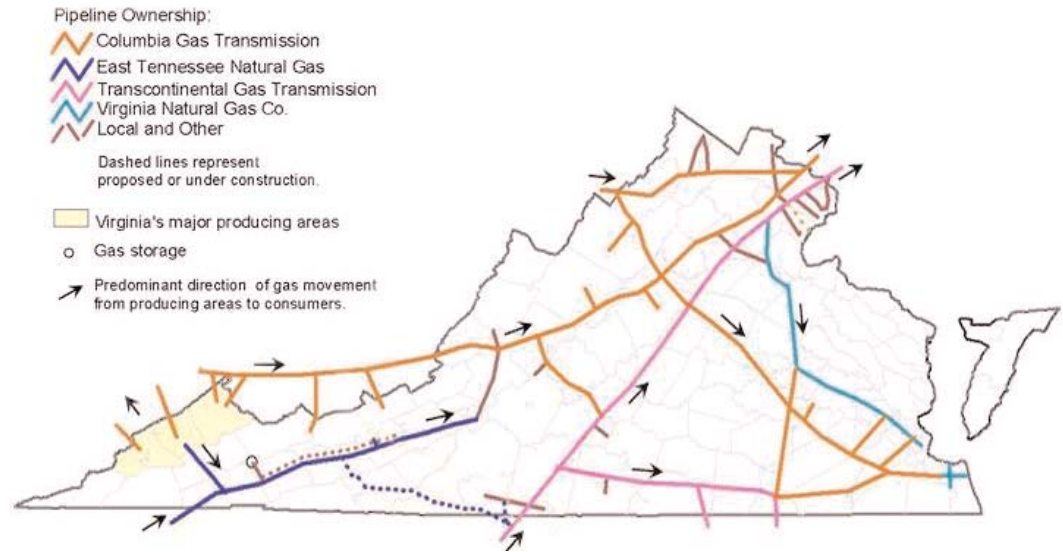 Pipeline Ownership:
Columbia Gas Transmission
East Tennessee Natural Gas
Transcontinental Gas Transmission
Virginia Natural Gas Co.
Local and Other
Dashed lines represent
proposed or under construction.
Virginia's major producing areas
Gas storage
Predominant direction of gas movement
from producing areas to consumers.